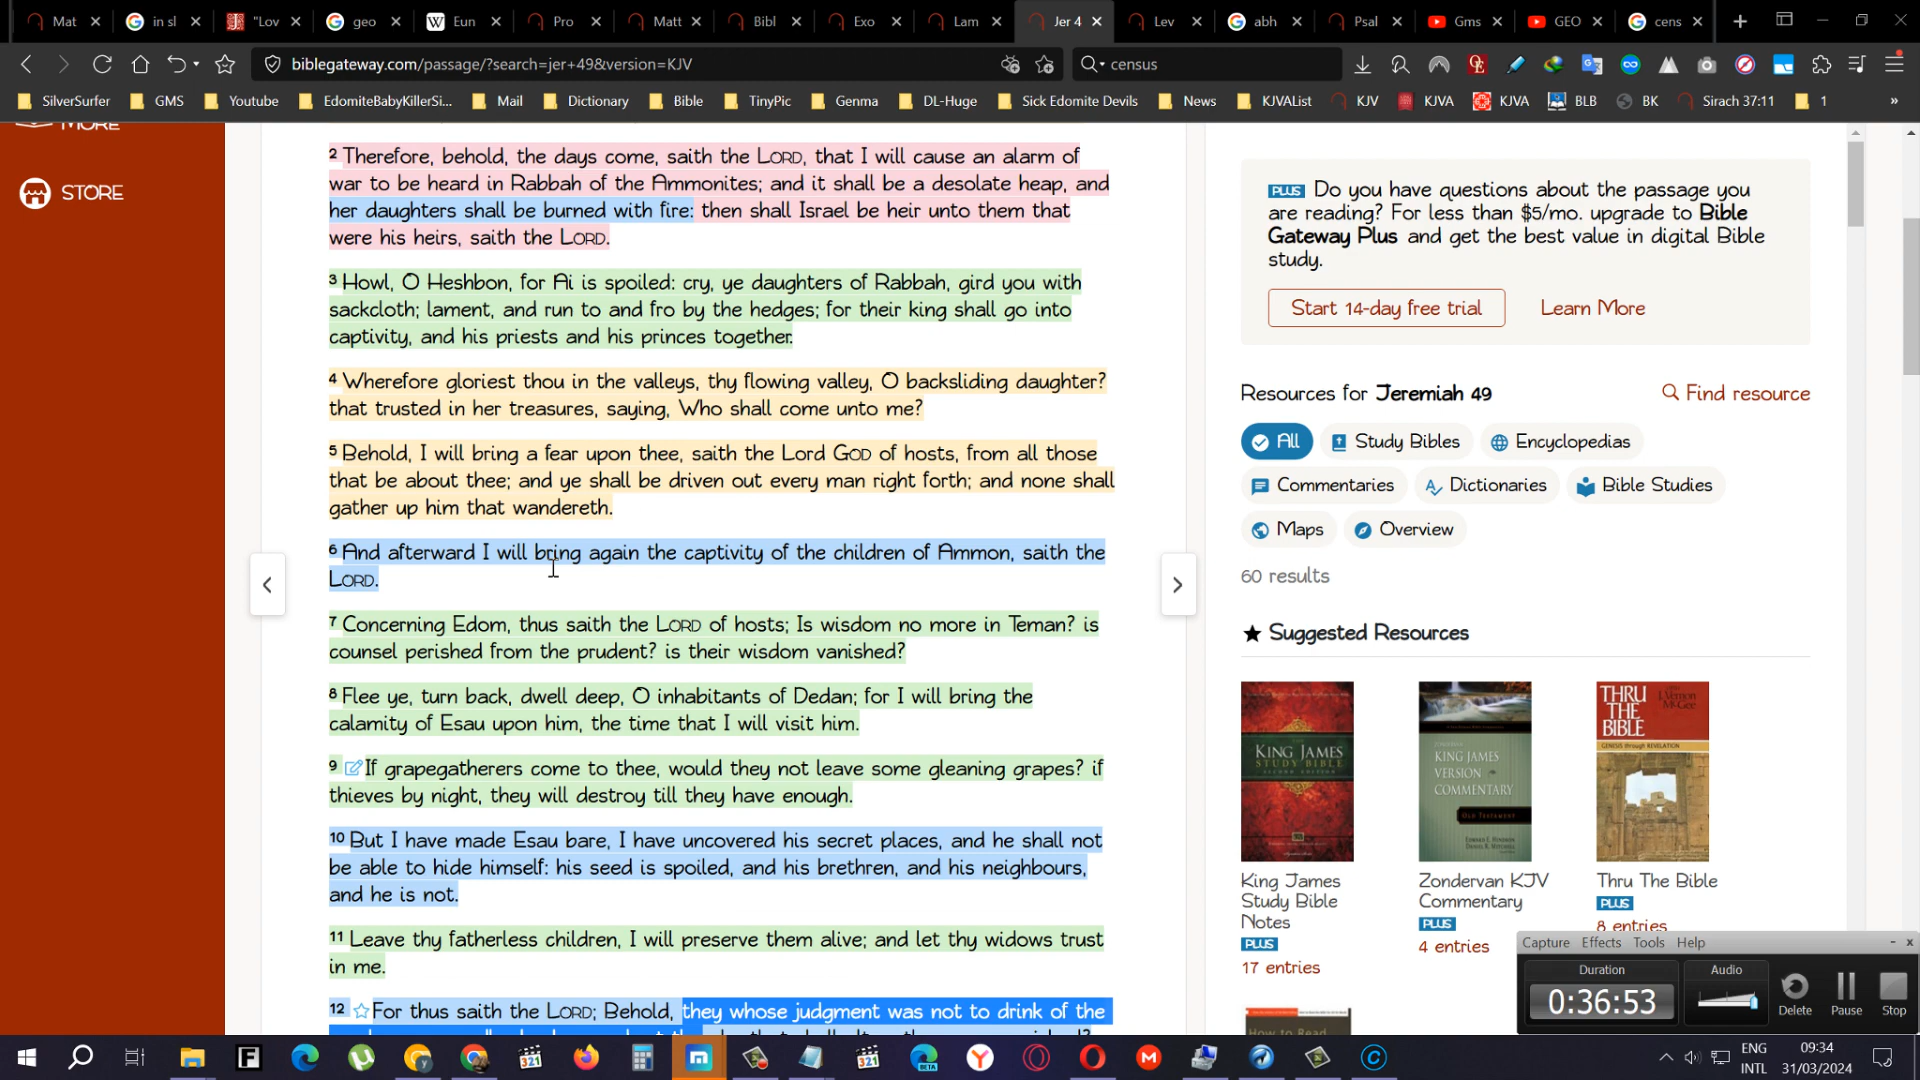 Mat
in sl
"Lov
geo
Eun
Pro
Matt
Bibl
Exo
Lam
Jer 4
Lev
abh
Psal
Gms
GEO
cens
biblegateway.com/passage/?search=jer+49&version=KJV
census
SilverSurfer
GMS
Youtube
EdomiteBabyKillerSi...
Mail
Dictionary
Bible
TinyPic
Genma
DL-Huge
Sick Edomite Devils
News
KJVAList
KJV
KJVA
KJVA
BLB
BK
Sirach 37:11
1
»
MORE
STORE
2 Therefore, behold, the days come, saith the LORD, that I will cause an alarm of
war to be heard in Rabbah of the Ammonites; and it shall be a desolate heap, and
her daughters shall be burned with fire: then shall Israel be heir unto them that
were his heirs, saith the LORD.
3 Howl, O Heshbon, for Ai is spoiled: cry, ye daughters of Rabbah, gird you with
sackcloth; lament, and run to and fro by the hedges; for their king shall go into
captivity, and his priests and his princes together.
4 Wherefore gloriest thou in the valleys, thy flowing valley, O backsliding daughter?
that trusted in her treasures, saying, Who shall come unto me?
5 Behold, I will bring a fear upon thee, saith the Lord GOD of hosts, from all those
that be about thee; and ye shall be driven out every man right forth; and none shall
gather up him that wandereth.
6 And afterward I will bring again the captivity of the children of Ammon, saith the
LORD.
7 Concerning Edom, thus saith the LORD of hosts; Is wisdom no more in Teman? is
counsel perished from the prudent? is their wisdom vanished?
8 Flee ye, turn back, dwell deep, O inhabitants of Dedan; for I will bring the
calamity of Esau upon him, the time that I will visit him.
9 If grapegatherers come to thee, would they not leave some gleaning grapes? if
thieves by night, they will destroy till they have enough.
10 But I have made Esau bare, I have uncovered his secret places, and he shall not
be able to hide himself: his seed is spoiled, and his brethren, and his neighbours,
and he is not.
11 Leave thy fatherless children, I will preserve them alive; and let thy widows trust
in me.
12 For thus saith the LORD; Behold, they whose judgment was not to drink of the
PLUS Do you have questions about the passage you
are reading? For less than $5/mo. upgrade to Bible
Gateway Plus and get the best value in digital Bible
study.
Start 14-day free trial
Learn More
Resources for Jeremiah 49
Find resource
All
Study Bibles
Encyclopedias
Commentaries
Dictionaries
Bible Studies
Maps
Overview
60 results
Suggested Resources
KING JAMES
STUDY BIBLE
KING JAMES
VERSION
COMMENTARY
THRU
THE
BIBLE
King James
Study Bible
Notes
PLUS
17 entries
Zondervan KJV
Commentary
PLUS
4 entries
Thru The Bible
PLUS
8 entries
How to Read
Capture Effects Tools Help
Duration
0:36:53
Audio
Delete
Pause
Stop
ENG
INTL
09:34
31/03/2024